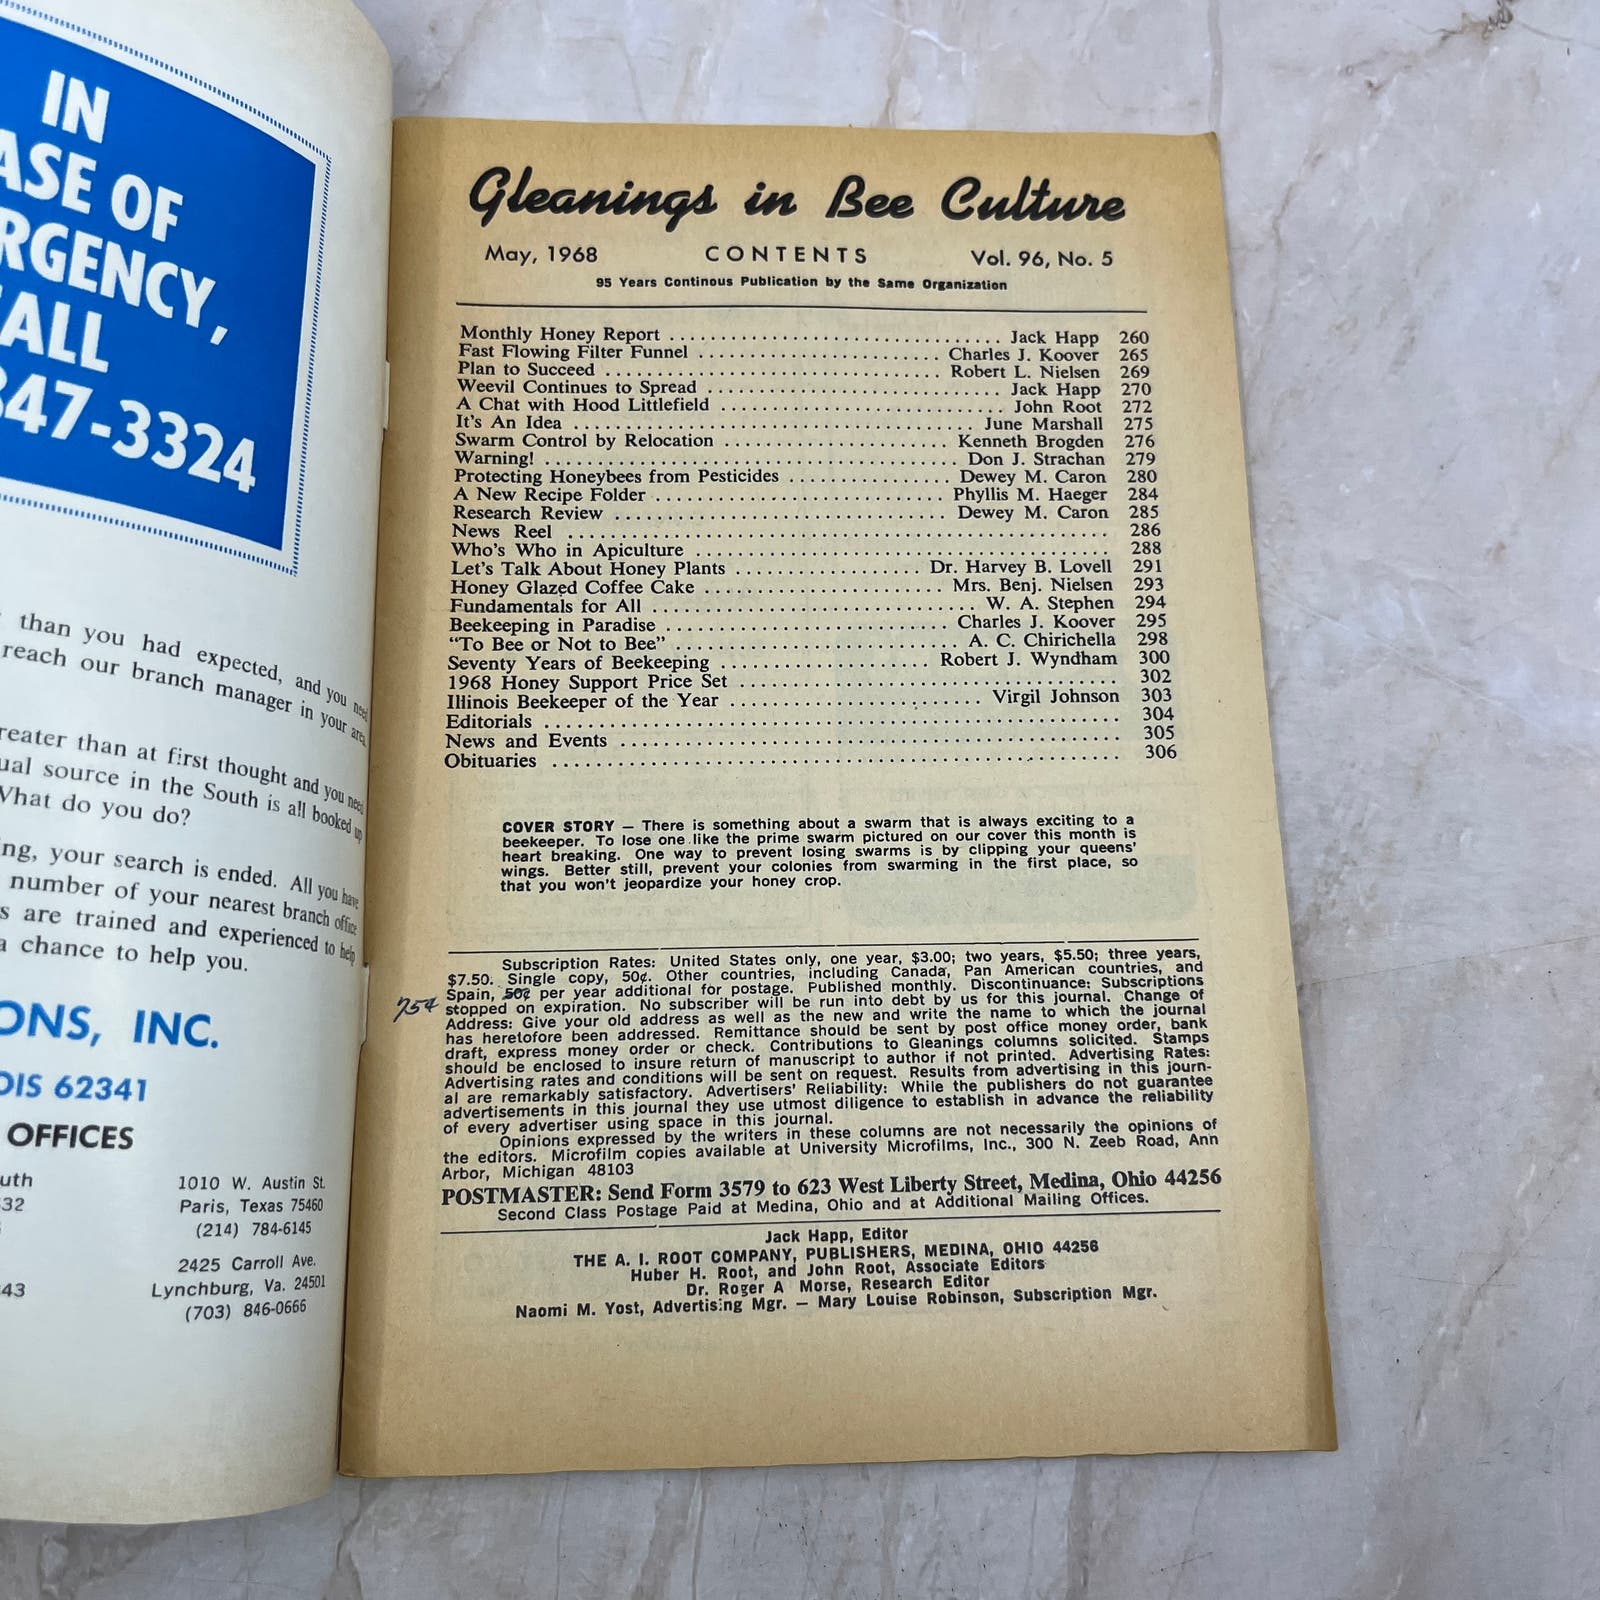 IN
ASE OF
RGENCY,
ALL
847-3324
than you had expected, and you need
reach our branch manager in your area.
reater than at first thought and you need
ual source in the South is all booked up
What do you do?
ng, your search is ended. All you have
number of your nearest branch office
s are trained and experienced to help
a chance to help you.
ONS, INC.
OIS 62341
OFFICES
uth
1010 W. Austin St.
Paris, Texas 75460
(214) 784-6145
2425 Carroll Ave.
43
Lynchburg, Va. 24501
(703) 846-0666
Gleanings in Bee Culture
May, 1968 CONTENTS Vol. 96, No. 5
95 Years Continous Publication by the Same Organization
Monthly Honey Report ........ Jack Happ 260
Fast Flowing Filter Funnel ........ Charles J. Koover 265
Plan to Succeed ........ Robert L. Nielsen 269
Weevil Continues to Spread ........ Jack Happ 270
A Chat with Hood Littlefield ........ John Root 272
It's An Idea ........ June Marshall 275
Swarm Control by Relocation ........ Kenneth Brogden 276
Warning! ........ Don J. Strachan 279
Protecting Honeybees from Pesticides ........ Dewey M. Caron 280
A New Recipe Folder ........ Phyllis M. Haeger 284
Research Review ........ Dewey M. Caron 285
News Reel ........ 286
Who's Who in Apiculture ........ 288
Let's Talk About Honey Plants ........ Dr. Harvey B. Lovell 291
Honey Glazed Coffee Cake ........ Mrs. Benj. Nielsen 293
Fundamentals for All ........ W. A. Stephen 294
Beekeeping in Paradise ........ Charles J. Koover 295
"To Bee or Not to Bee" ........ A. C. Chirichella 298
Seventy Years of Beekeeping ........ Robert J. Wyndham 300
1968 Honey Support Price Set ........ 302
Illinois Beekeeper of the Year ........ Virgil Johnson 303
Editorials ........ 304
News and Events ........ 305
Obituaries ........ 306
COVER STORY — There is something about a swarm that is always exciting to a
beekeeper. To lose one like the prime swarm pictured on our cover this month is
heart breaking. One way to prevent losing swarms is by clipping your queens'
wings. Better still, prevent your colonies from swarming in the first place, so
that you won't jeopardize your honey crop.
Subscription Rates: United States only, one year, $3.00; two years, $5.50; three years,
$7.50. Single copy, 50¢. Other countries, including Canada, Pan American countries, and
Spain, 50¢ per year additional for postage. Published monthly. Discontinuance: Subscriptions
75¢
stopped on expiration. No subscriber will be run into debt by us for this journal. Change of
Address: Give your old address as well as the new and write the name to which the journal
has heretofore been addressed. Remittance should be sent by post office money order, bank
draft, express money order or check. Contributions to Gleanings columns solicited. Stamps
should be enclosed to insure return of manuscript to author if not printed. Advertising Rates:
Advertising rates and conditions will be sent on request. Results from advertising in this journ-
al are remarkably satisfactory. Advertisers' Reliability: While the publishers do not guarantee
advertisements in this journal they use utmost diligence to establish in advance the reliability
of every advertiser using space in this journal.
Opinions expressed by the writers in these columns are not necessarily the opinions of
the editors. Microfilm copies available at University Microfilms, Inc., 300 N. Zeeb Road, Ann
Arbor, Michigan 48103
POSTMASTER: Send Form 3579 to 623 West Liberty Street, Medina, Ohio 44256
Second Class Postage Paid at Medina, Ohio and at Additional Mailing Offices.
Jack Happ, Editor
THE A. I. ROOT COMPANY, PUBLISHERS, MEDINA, OHIO 44256
Huber H. Root, and John Root, Associate Editors
Dr. Roger A Morse, Research Editor
Naomi M. Yost, Advertising Mgr. — Mary Louise Robinson, Subscription Mgr.